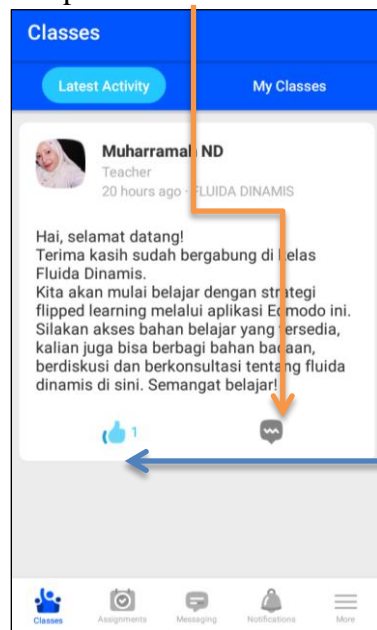 Classes
Latest Activity
My Classes
Muharramah ND
Teacher
20 hours ago · FLUIDA DINAMIS
Hai, selamat datang!
Terima kasih sudah bergabung di kelas
Fluida Dinamis.
Kita akan mulai belajar dengan strategi
flipped learning melalui aplikasi Edmodo ini.
Silakan akses bahan belajar yang tersedia,
kalian juga bisa berbagi bahan bacaan,
berdiskusi dan berkonsultasi tentang fluida
dinamis di sini. Semangat belajar!
1
Classes
Assignments
Messaging
Notifications
More